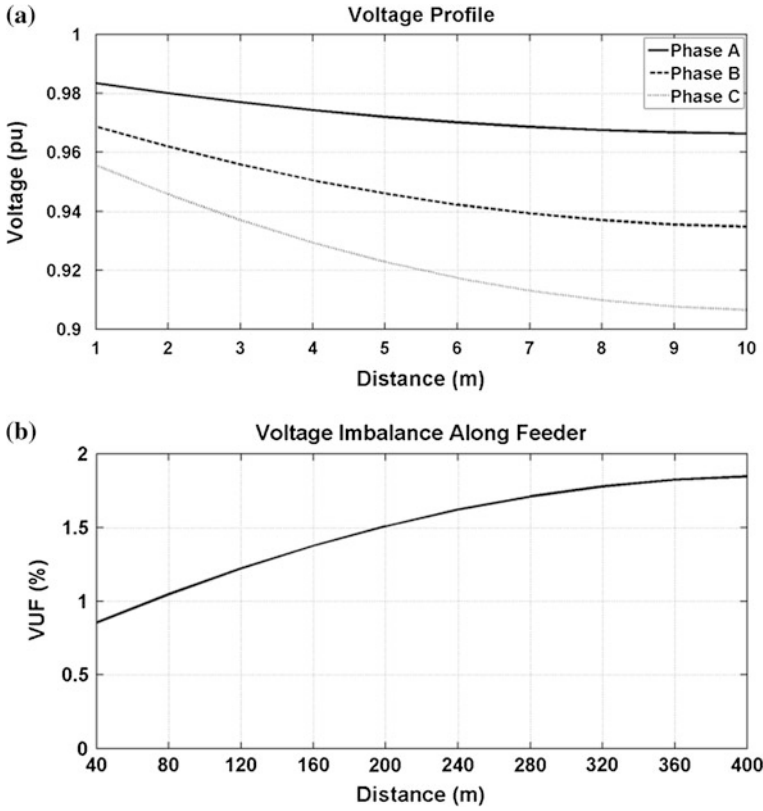 (a)
Voltage Profile
1
0.98
0.96
0.94
0.92
0.9
Voltage (pu)
Phase A
Phase B
Phase C
1 2 3 4 5 6 7 8 9 10
Distance (m)
(b)
Voltage Imbalance Along Feeder
2
1.5
1
0.5
0
VUF (%)
40 80 120 160 200 240 280 320 360 400
Distance (m)